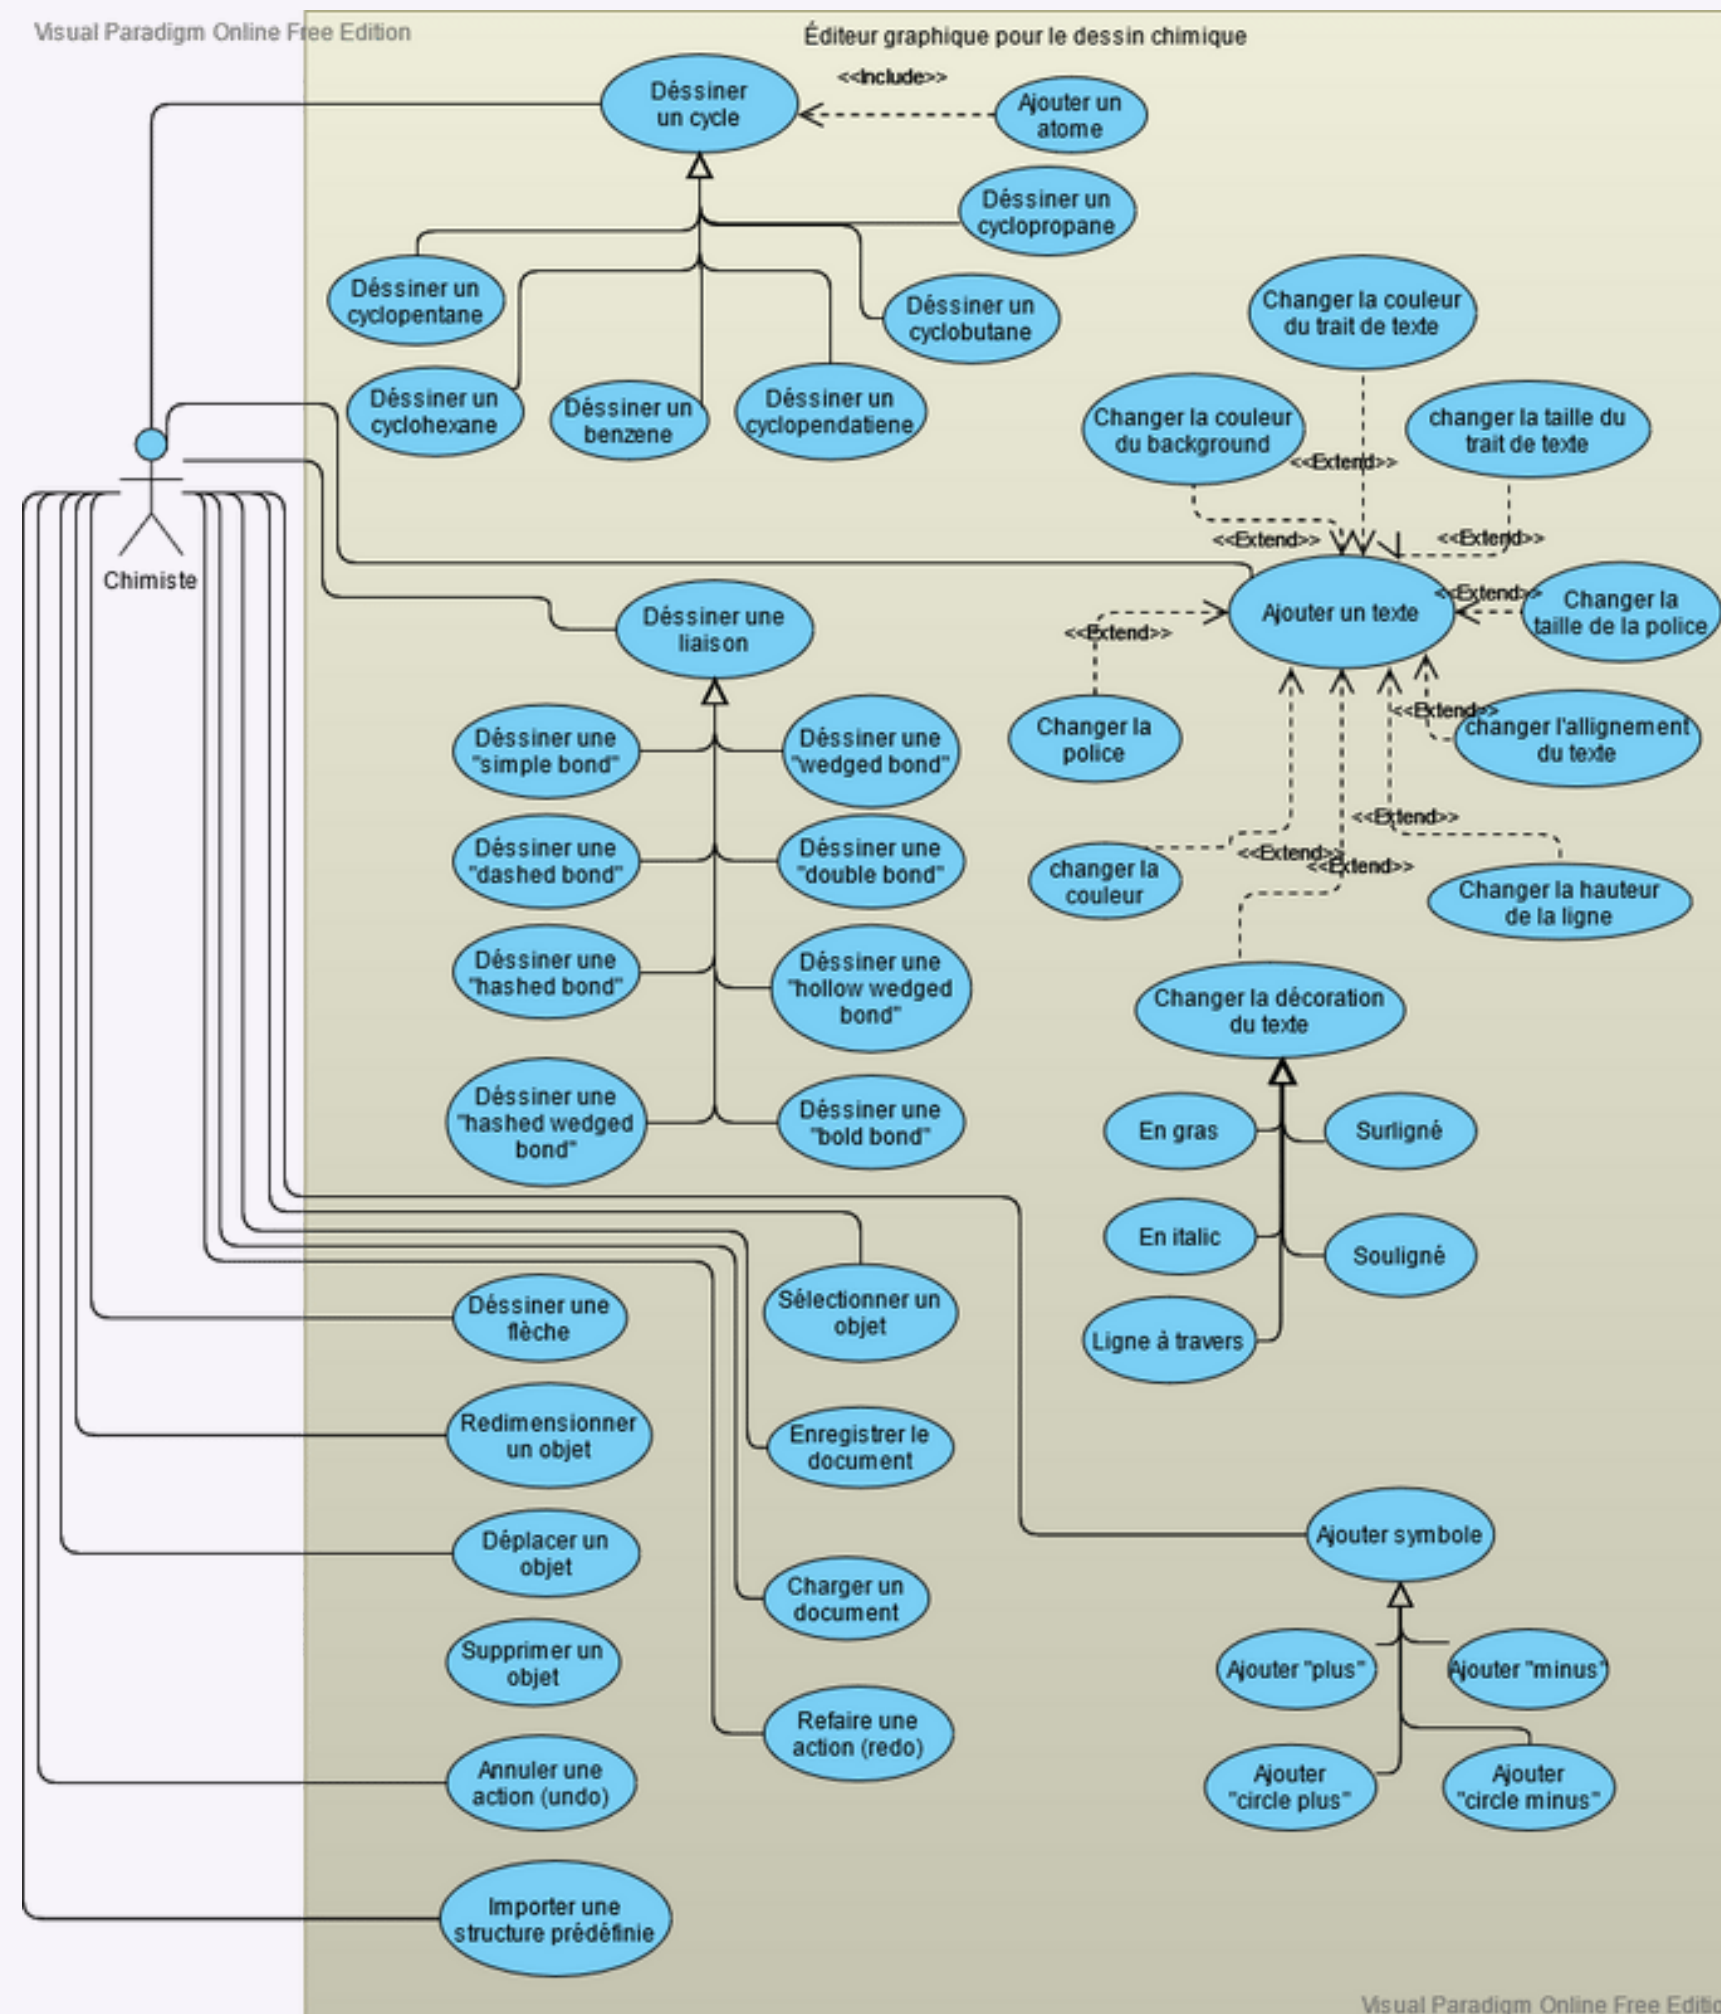 Visual Paradigm Online Free Edition
Éditeur graphique pour le dessin chimique
Déssiner
un cycle
<<Include>>
Ajouter un
atome
Déssiner un
cyclopropane
Déssiner un
cyclopentane
Déssiner un
cyclobutane
Déssiner un
cyclohexane
Déssiner un
benzene
Déssiner un
cyclopendatiene
Changer la couleur
du trait de texte
Changer la couleur
du background
changer la taille du
trait de texte
<<Extend>>
<<Extend>>
<<Extend>>
Chimiste
Déssiner une
liaison
Ajouter un texte
<<Extend>>
Changer la
taille de la police
<<Extend>>
Changer la
police
<<Extend>>
changer l'allignement
du texte
Déssiner une
"simple bond"
Déssiner une
"wedged bond"
Déssiner une
"dashed bond"
Déssiner une
"double bond"
<<Extend>>
<<Extend>>
<<Extend>>
changer la
couleur
Changer la hauteur
de la ligne
Déssiner une
"hashed bond"
Déssiner une
"hollow wedged
bond"
Changer la décoration
du texte
Déssiner une
"hashed wedged
bond"
Déssiner une
"bold bond"
En gras
Surligné
En italic
Souligné
Ligne à travers
Déssiner une
flèche
Sélectionner un
objet
Redimensionner
un objet
Enregistrer le
document
Déplacer un
objet
Charger un
document
Ajouter symbole
Supprimer un
objet
Ajouter "plus"
Ajouter "minus"
Refaire une
action (redo)
Annuler une
action (undo)
Ajouter
"circle plus"
Ajouter
"circle minus"
Importer une
structure prédéfinie
Visual Paradigm Online Free Editio